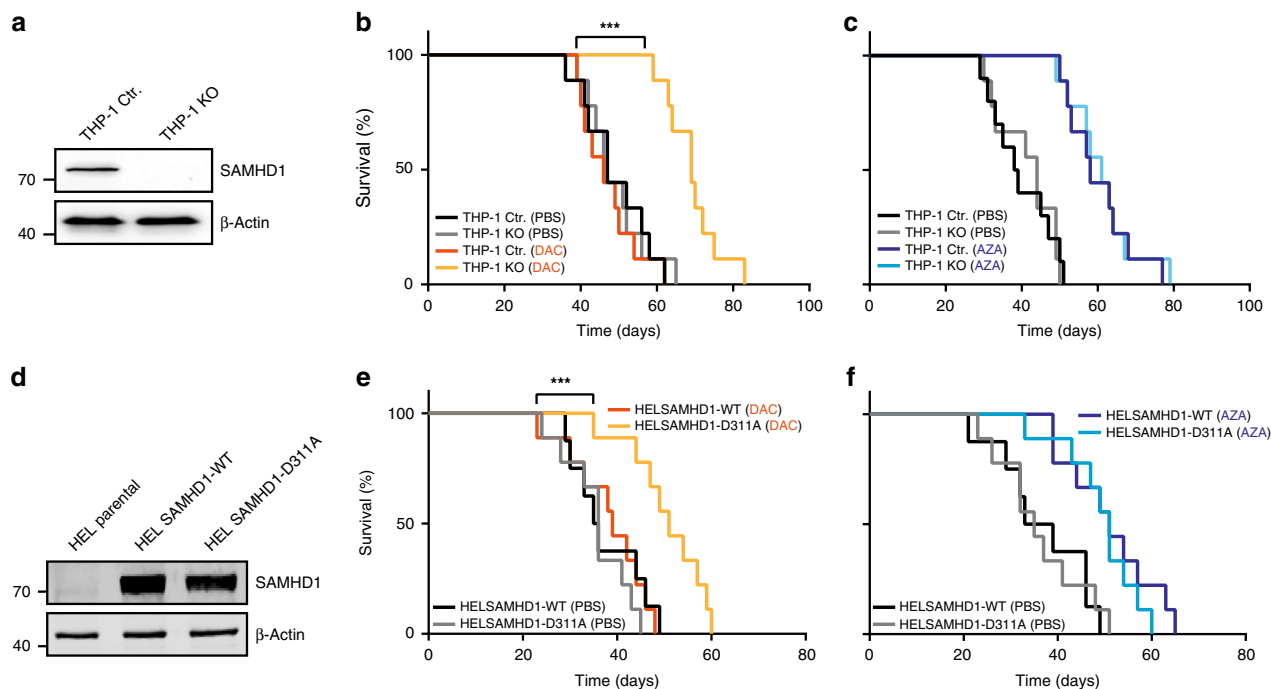 a
THP-1 Ctr.
THP-1 KO
70
SAMHD1
40
β-Actin
b
***
Survival (%)
100
50
0
THP-1 Ctr. (PBS)
THP-1 KO (PBS)
THP-1 Ctr. (DAC)
THP-1 KO (DAC)
0 20 40 60 80 100
Time (days)
c
THP-1 Ctr. (PBS)
THP-1 KO (PBS)
THP-1 Ctr. (AZA)
THP-1 KO (AZA)
0 20 40 60 80 100
Time (days)
d
HEL parental
HEL SAMHD1-WT
HEL SAMHD1-D311A
70
SAMHD1
40
β-Actin
e
***
Survival (%)
100
50
0
HELSAMHD1-WT (DAC)
HELSAMHD1-D311A (DAC)
HELSAMHD1-WT (PBS)
HELSAMHD1-D311A (PBS)
0 20 40 60 80
Time (days)
f
HELSAMHD1-WT (AZA)
HELSAMHD1-D311A (AZA)
HELSAMHD1-WT (PBS)
HELSAMHD1-D311A (PBS)
0 20 40 60 80
Time (days)